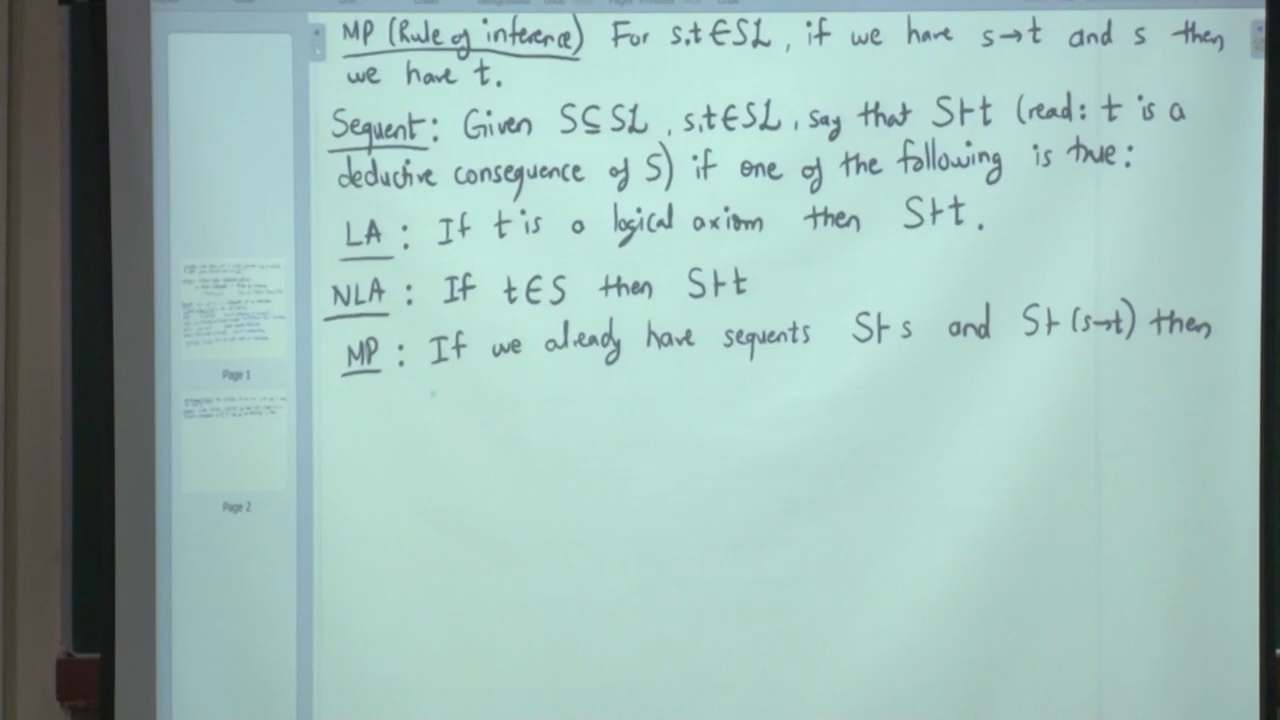 MP (Rule of inference) For s,t ∈ SL, if we have s→t and s then
we have t.
Sequent: Given S ⊆ SL, s,t ∈ SL, say that S ⊢ t (read: t is a
deductive consequence of S) if one of the following is true:
LA: If t is a logical axiom then S ⊢ t.
NLA: If t ∈ S then S ⊢ t
MP: If we already have sequents S ⊢ s and S ⊢ (s→t) then
Page 1
Page 2